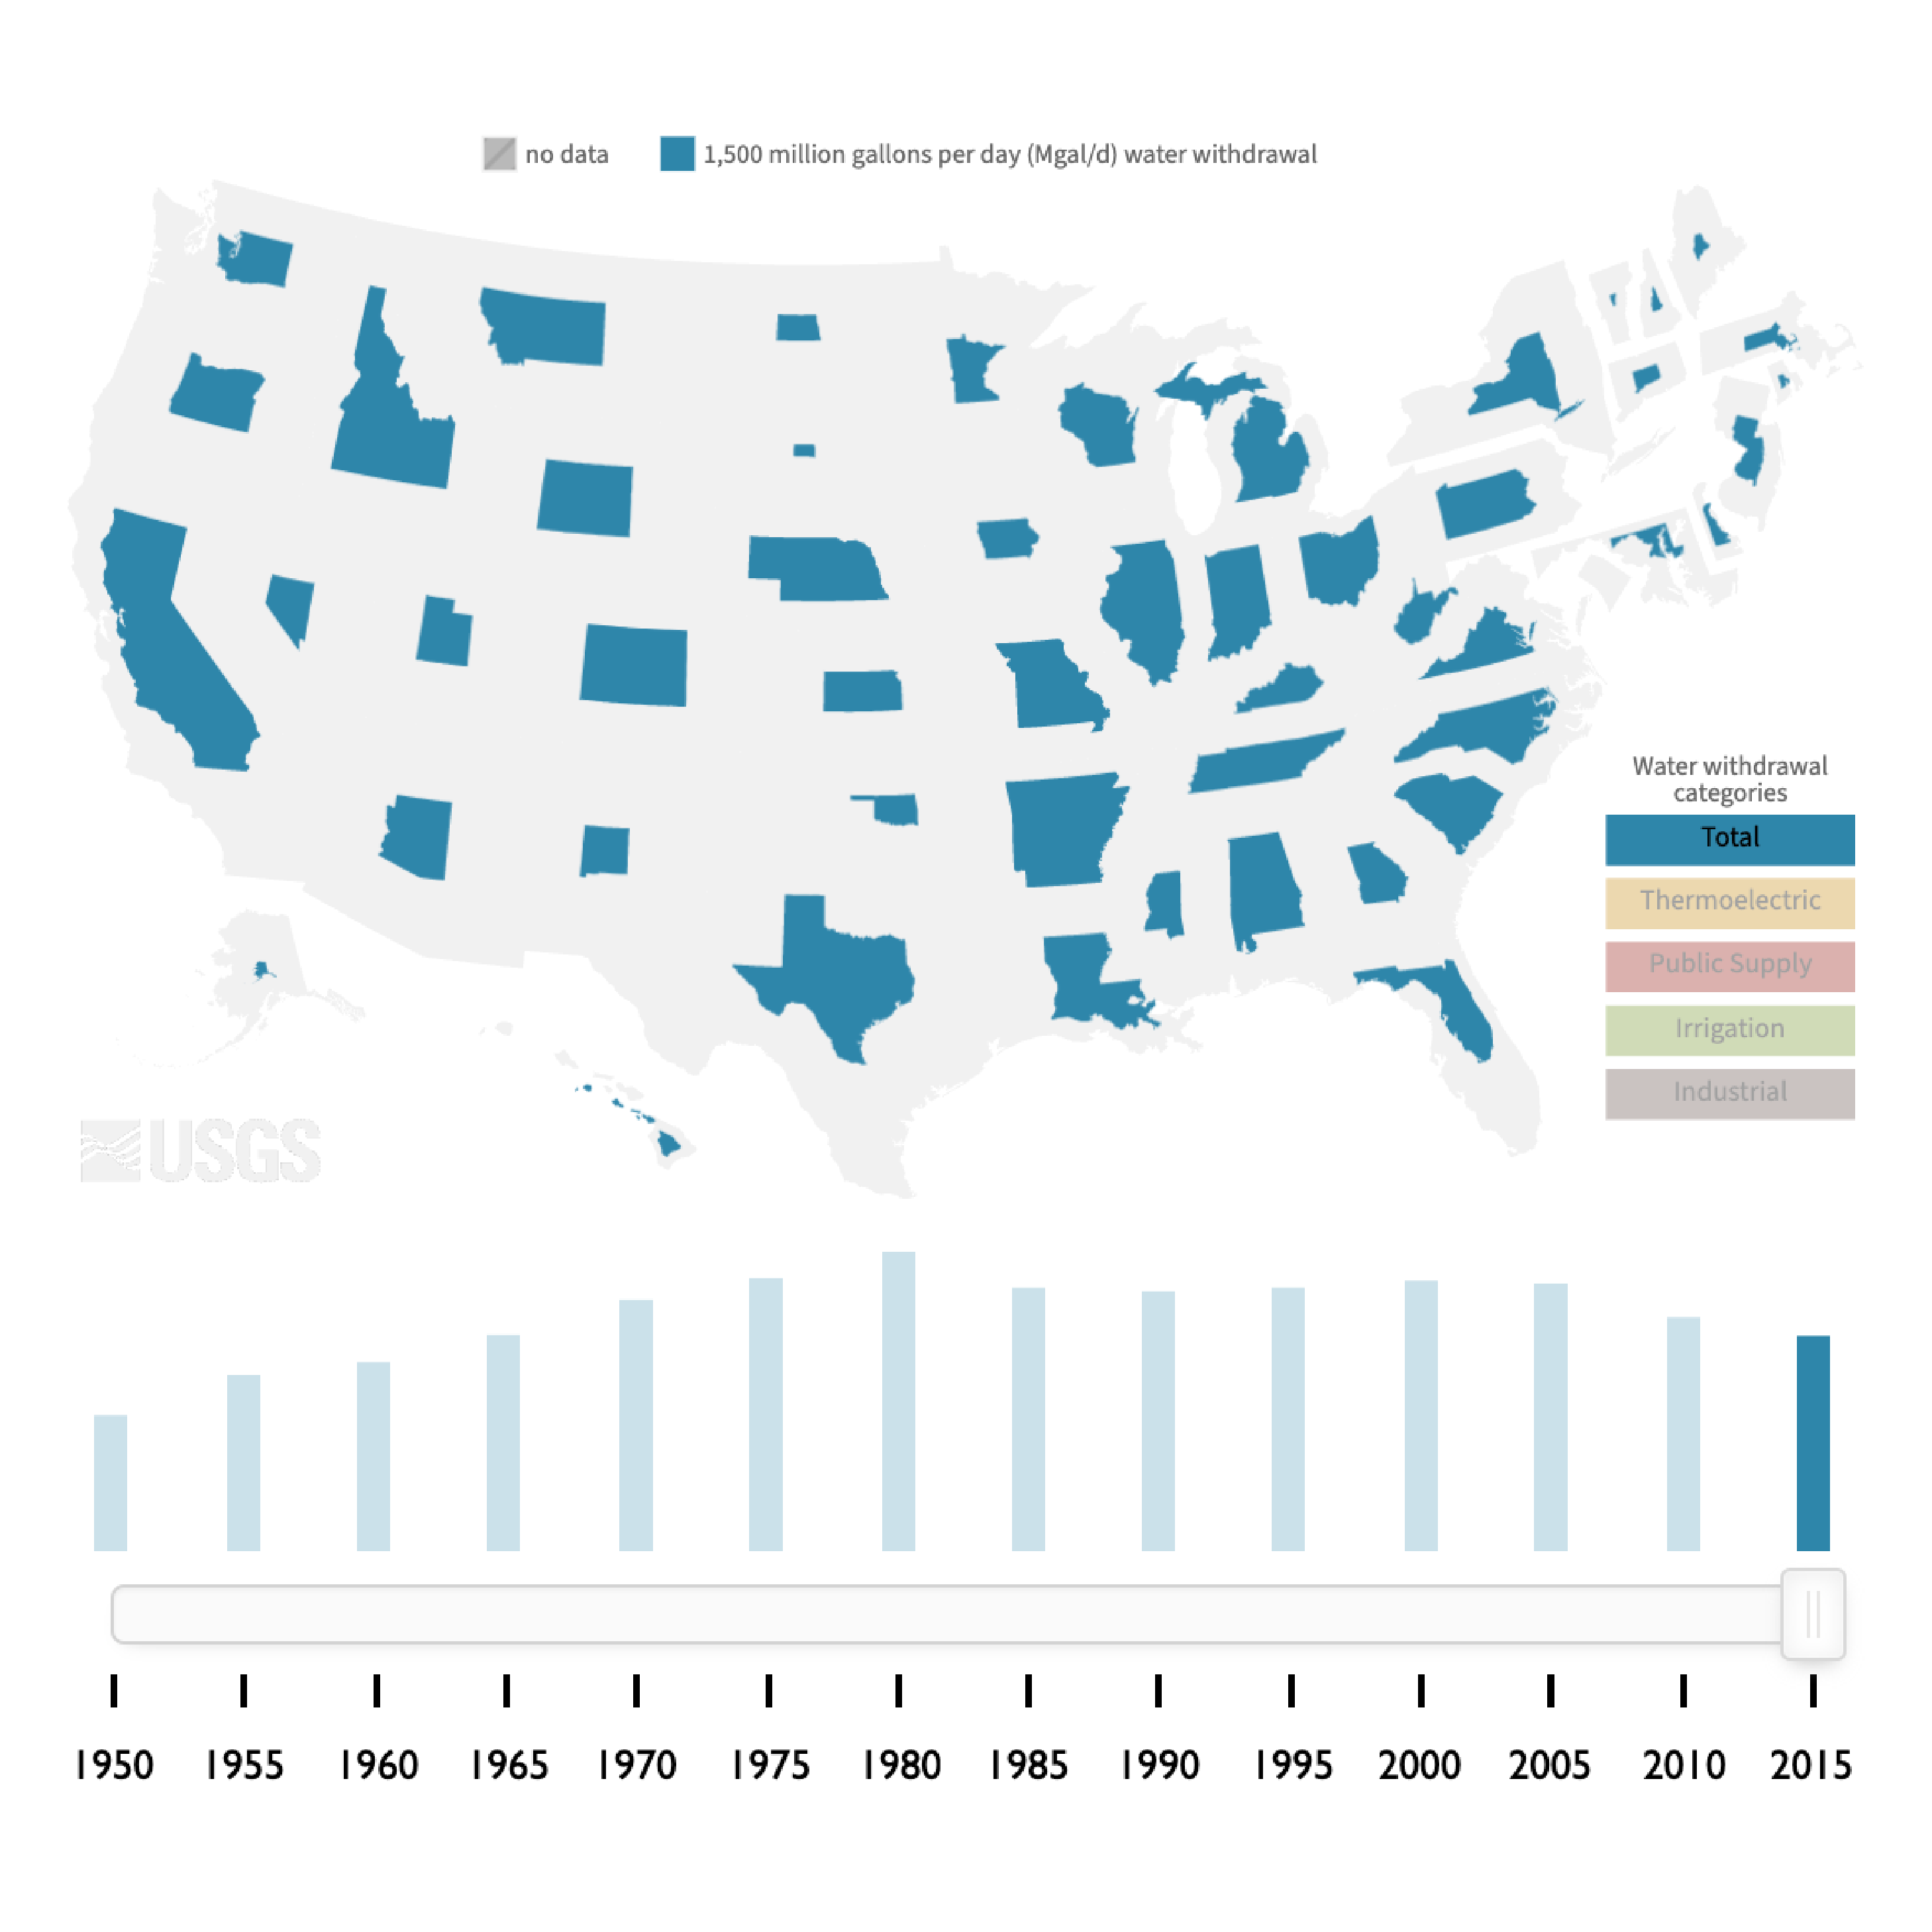 no data
1,500 million gallons per day (Mgal/d) water withdrawal
Water withdrawal
categories
Total
Thermoelectric
Public Supply
Irrigation
Industrial
USGS
1950 1955 1960 1965 1970 1975 1980 1985 1990 1995 2000 2005 2010 2015